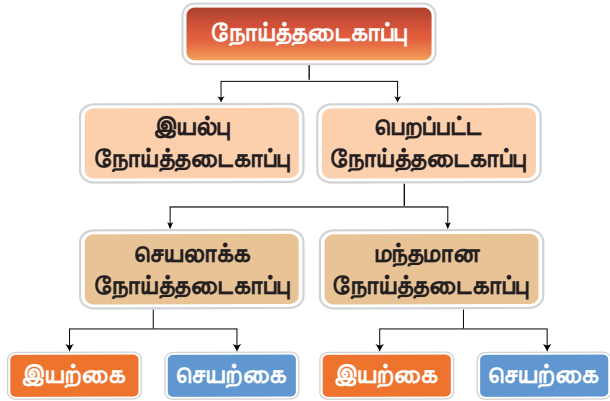 நோய்த்தடைகாப்பு
இயல்பு
நோய்த்தடைகாப்பு
பெறப்பட்ட
நோய்த்தடைகாப்பு
செயலாக்க
நோய்த்தடைகாப்பு
மந்தமான
நோய்த்தடைகாப்பு
இயற்கை
செயற்கை
இயற்கை
செயற்கை